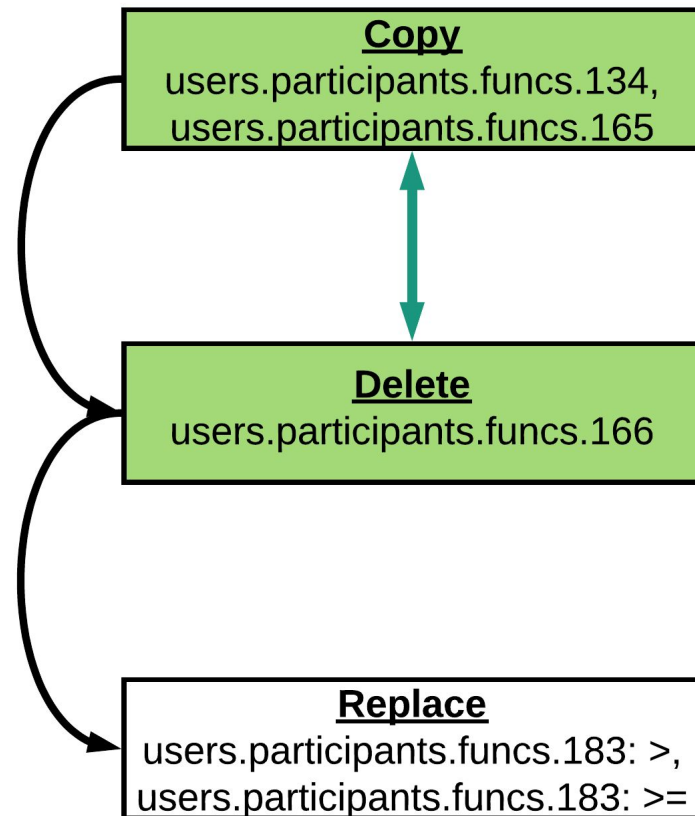 Copy
users.participants.funcs.134,
users.participants.funcs.165
Delete
users.participants.funcs.166
Replace
users.participants.funcs.183: >,
users.participants.funcs.183: >=